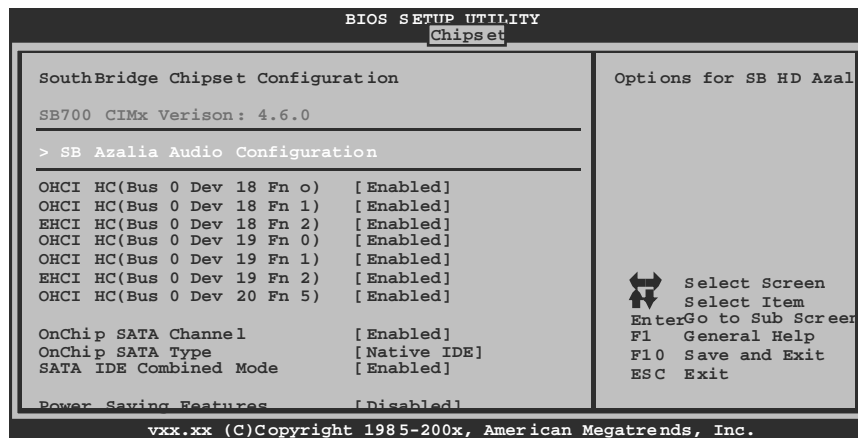 BIOS SETUP UTILITY
Chipset
SouthBridge Chipset Configuration
SB700 CIMx Verison: 4.6.0
> SB Azalia Audio Configuration
OHCI HC(Bus 0 Dev 18 Fn o) [Enabled]
OHCI HC(Bus 0 Dev 18 Fn 1) [Enabled]
EHCI HC(Bus 0 Dev 18 Fn 2) [Enabled]
OHCI HC(Bus 0 Dev 19 Fn 0) [Enabled]
OHCI HC(Bus 0 Dev 19 Fn 1) [Enabled]
EHCI HC(Bus 0 Dev 19 Fn 2) [Enabled]
OHCI HC(Bus 0 Dev 20 Fn 5) [Enabled]
OnChip SATA Channel [Enabled]
OnChip SATA Type [Native IDE]
SATA IDE Combined Mode [Enabled]
Power Saving Features [Disabled]
Options for SB HD Azal
Select Screen
Select Item
Enter Go to Sub Screen
F1 General Help
F10 Save and Exit
ESC Exit
vxx.xx (C)Copyright 1985-200x, American Megatrends, Inc.